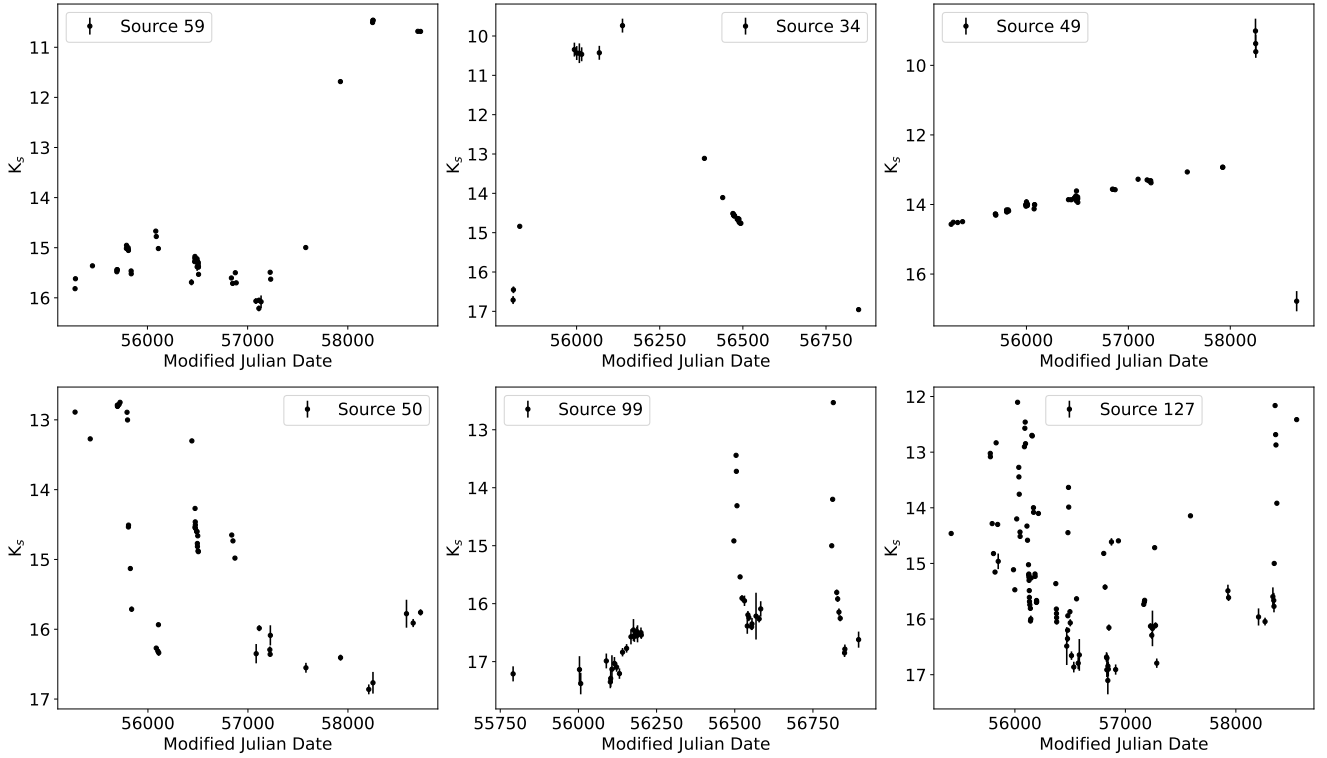 Source 59
11
12
13
14
15
16
K_s
56000 57000 58000
Modified Julian Date
Source 34
10
11
12
13
14
15
16
17
K_s
56000 56250 56500 56750
Modified Julian Date
Source 49
10
12
14
16
K_s
56000 57000 58000
Modified Julian Date
Source 50
13
14
15
16
17
K_s
56000 57000 58000
Modified Julian Date
Source 99
13
14
15
16
17
K_s
55750 56000 56250 56500 56750
Modified Julian Date
Source 127
12
13
14
15
16
17
K_s
56000 57000 58000
Modified Julian Date